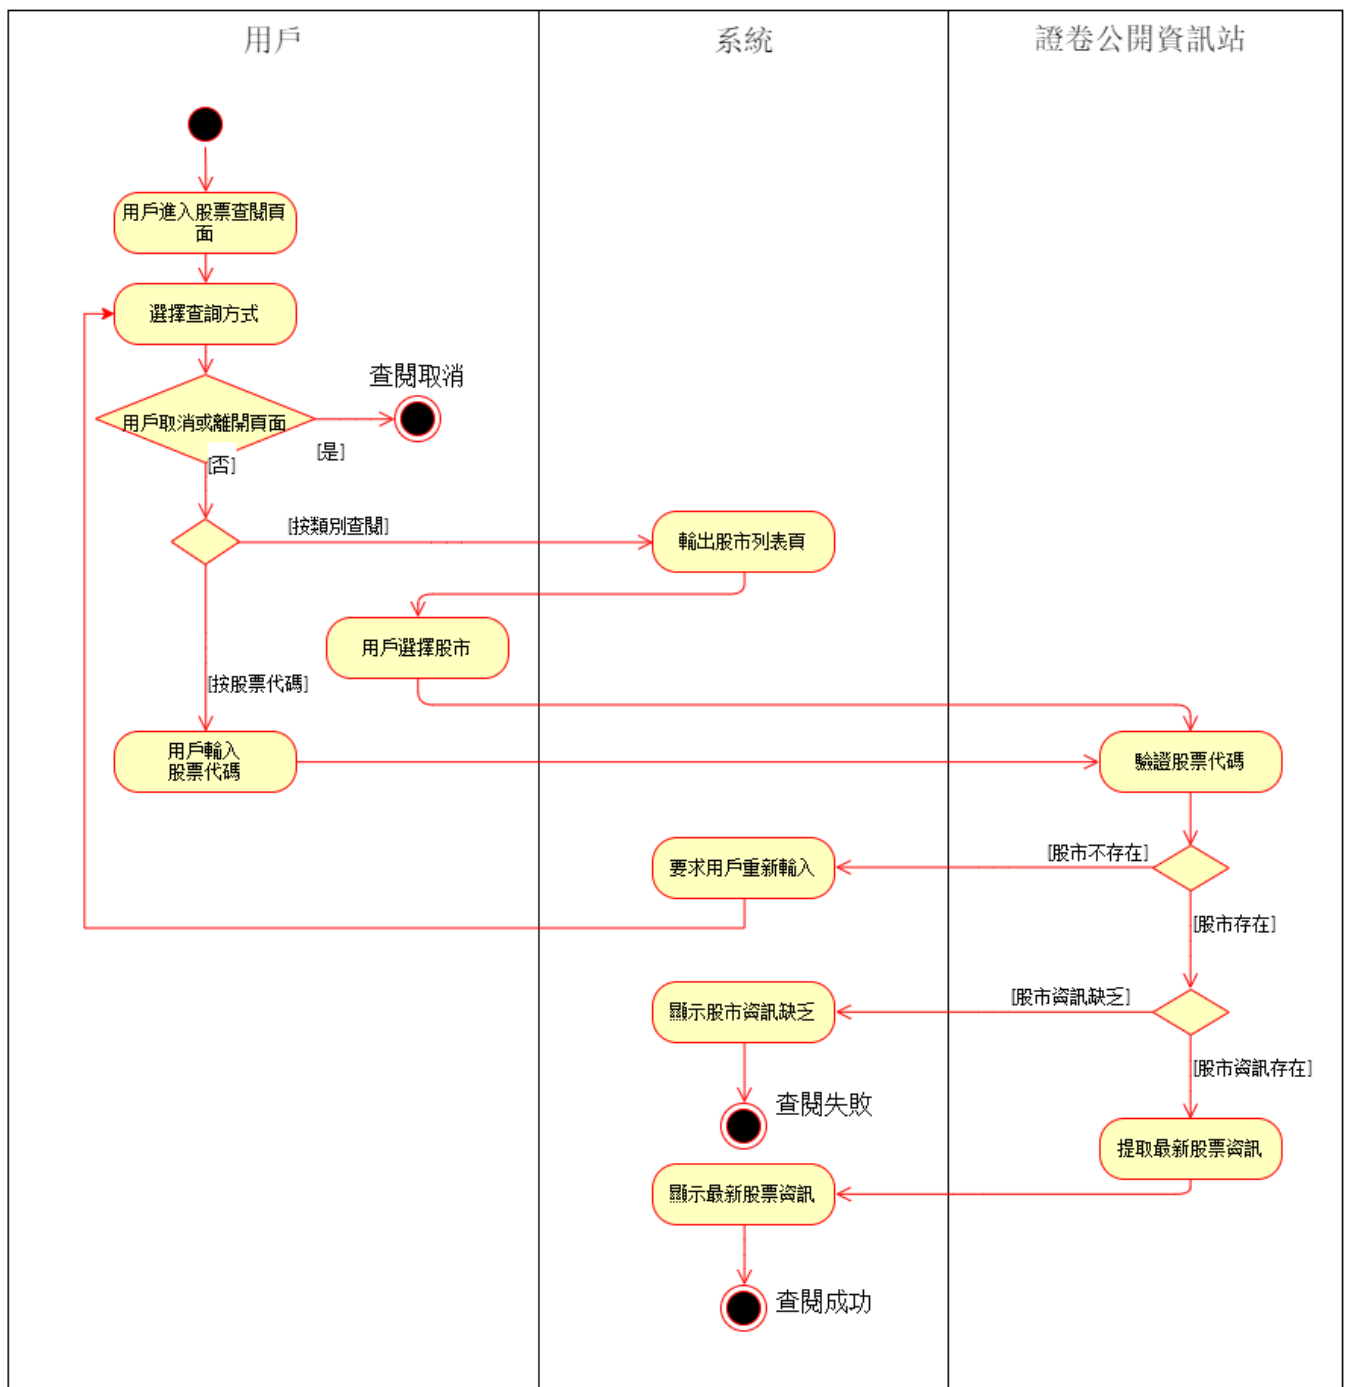 用戶
系統
證卷公開資訊站
用戶進入股票查閱頁
面
選擇查詢方式
查閱取消
用戶取消或離開頁面
[是]
[否]
[按類別查閱]
輸出股市列表頁
用戶選擇股市
[按股票代碼]
用戶輸入
股票代碼
驗證股票代碼
[股市不存在]
要求用戶重新輸入
[股市存在]
[股市資訊缺乏]
顯示股市資訊缺乏
[股市資訊存在]
查閱失敗
提取最新股票資訊
顯示最新股票資訊
查閱成功